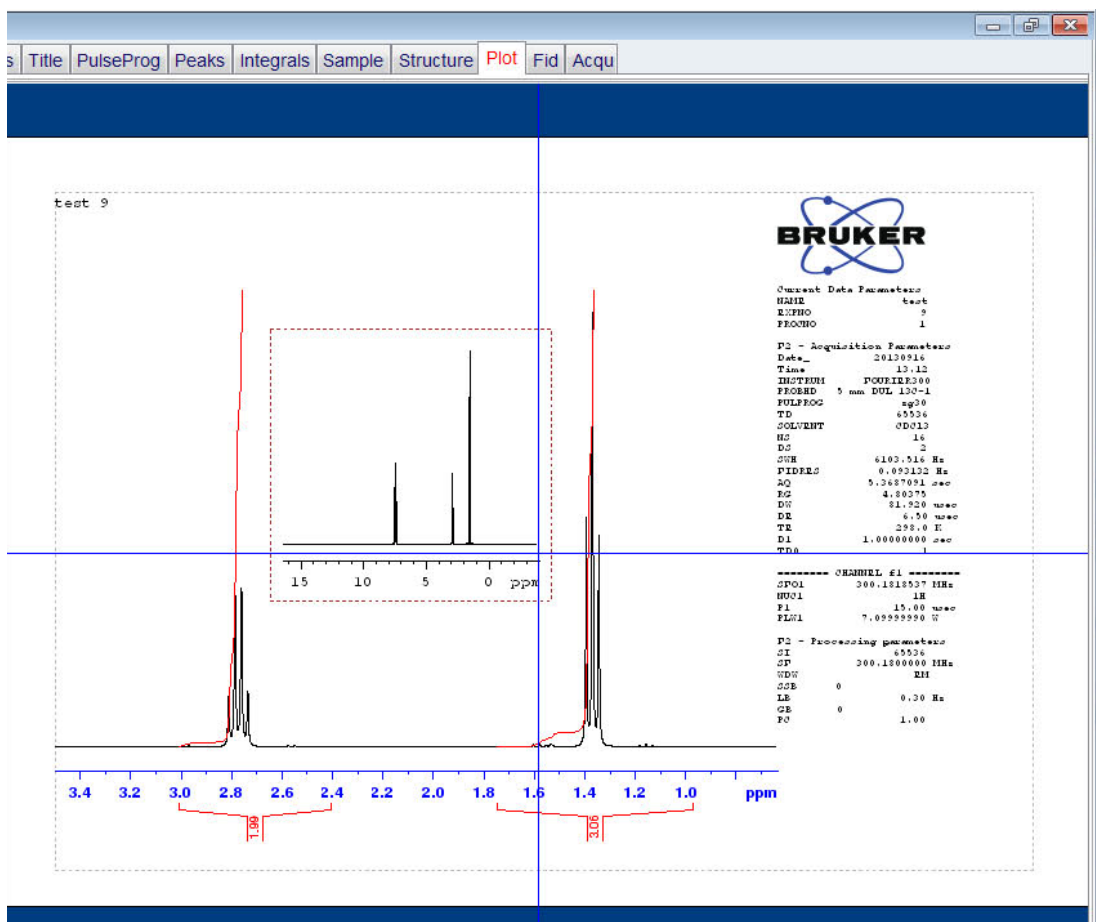 s Title PulseProg Peaks Integrals Sample Structure Plot Fid Acqu
test 9
BRUKER
Current Data Parameters
NAME test
EXPNO 9
PROCNO 1
F2 - Acquisition Parameters
Date_ 20130916
Time 13.12
INSTRUM FOURIER300
PROBHD 5 mm DUL 13C-1
PULPROG zg30
TD 65536
SOLVENT CDCl3
NS 16
DS 2
SWH 6103.516 Hz
FIDRES 0.093132 Hz
AQ 5.3687091 sec
RG 4.80375
DW 81.920 usec
DE 6.50 usec
TE 298.0 K
D1 1.00000000 sec
TD0 1
======== CHANNEL f1 ========
SFO1 300.1818537 MHz
NUC1 1H
P1 15.00 usec
PLW1 7.09999990 W
F2 - Processing parameters
SI 65536
SF 300.1800000 MHz
WDW EM
SSB 0
LB 0.30 Hz
GB 0
PC 1.00
15 10 5 0 ppm
3.4 3.2 3.0 2.8 2.6 2.4 2.2 2.0 1.8 1.6 1.4 1.2 1.0 ppm
1.99 3.06